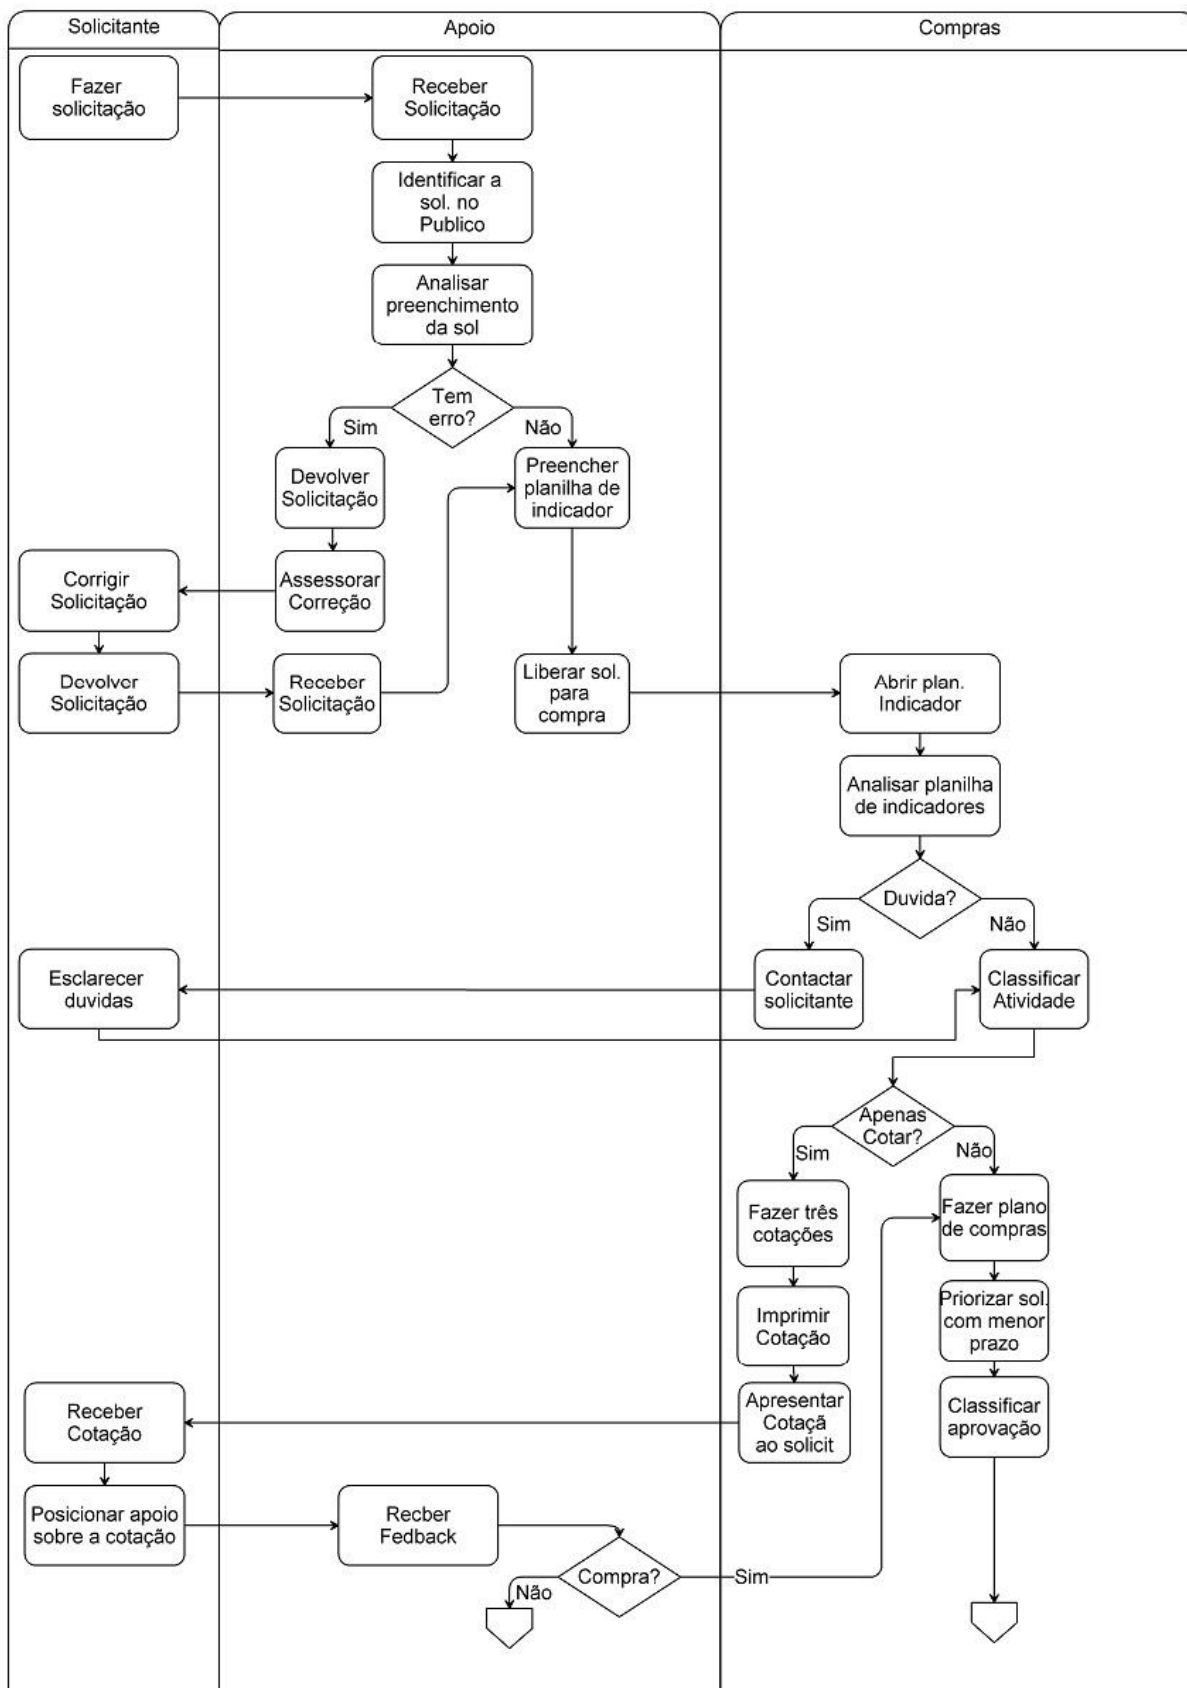 Solicitante
Apoio
Compras
Fazer
solicitação
Receber
Solicitação
Identificar a
sol. no
Publico
Analisar
preenchimento
da sol
Tem
erro?
Sim
Não
Devolver
Solicitação
Preencher
planilha de
indicador
Corrigir
Solicitação
Assessorar
Correção
Devolver
Solicitação
Receber
Solicitação
Liberar sol.
para
compra
Abrir plan.
Indicador
Analisar planilha
de indicadores
Duvida?
Sim
Não
Esclarecer
duvidas
Contactar
solicitante
Classificar
Atividade
Apenas
Cotar?
Sim
Não
Fazer três
cotações
Fazer plano
de compras
Imprimir
Cotação
Priorizar sol.
com menor
prazo
Receber
Cotação
Apresentar
Cotaçã
ao solicit
Classificar
aprovação
Posicionar apoio
sobre a cotação
Recber
Fedback
Compra?
Não
Sim